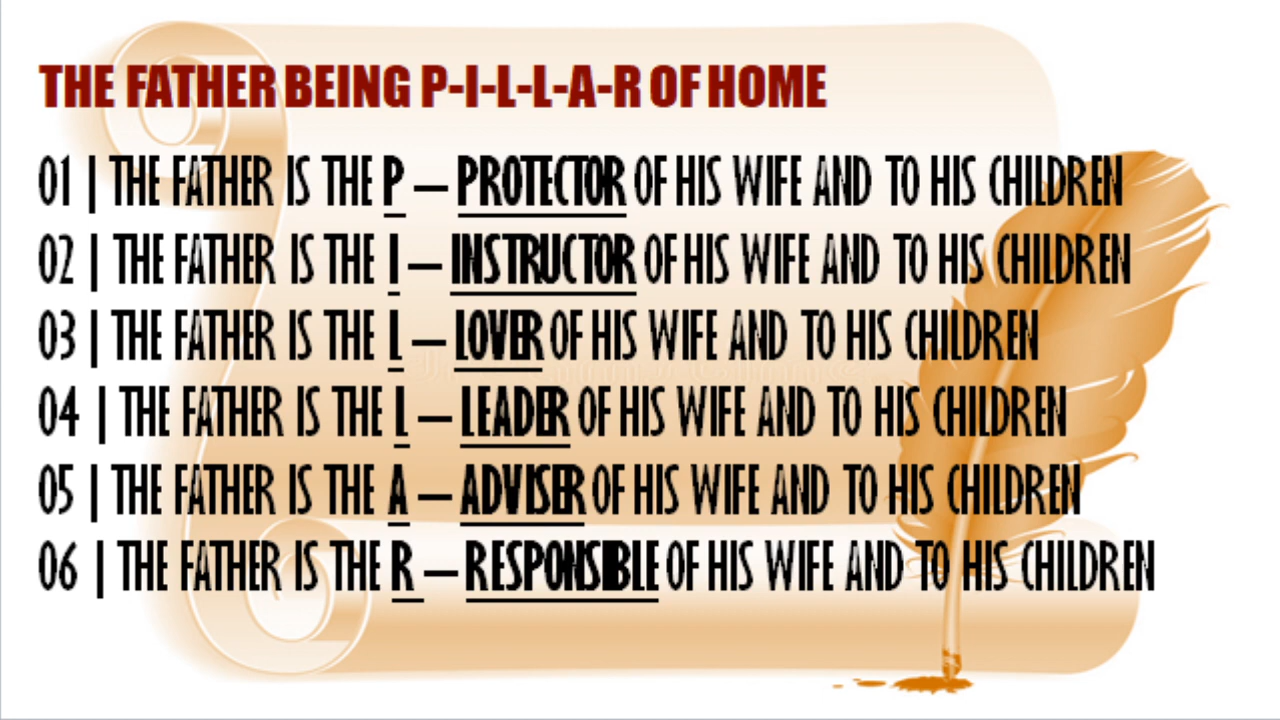 THE FATHER BEING P-I-L-L-A-R OF HOME
01 | THE FATHER IS THE P – PROTECTOR OF HIS WIFE AND TO HIS CHILDREN
02 | THE FATHER IS THE I – INSTRUCTOR OF HIS WIFE AND TO HIS CHILDREN
03 | THE FATHER IS THE L – LOVER OF HIS WIFE AND TO HIS CHILDREN
04 | THE FATHER IS THE L – LEADER OF HIS WIFE AND TO HIS CHILDREN
05 | THE FATHER IS THE A – ADVISER OF HIS WIFE AND TO HIS CHILDREN
06 | THE FATHER IS THE R – RESPONSIBLE OF HIS WIFE AND TO HIS CHILDREN